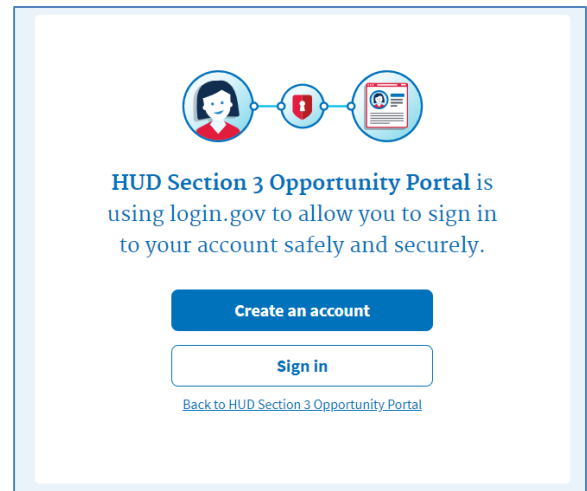 HUD Section 3 Opportunity Portal is
using login.gov to allow you to sign in
to your account safely and securely.
Create an account
Sign in
Back to HUD Section 3 Opportunity Portal